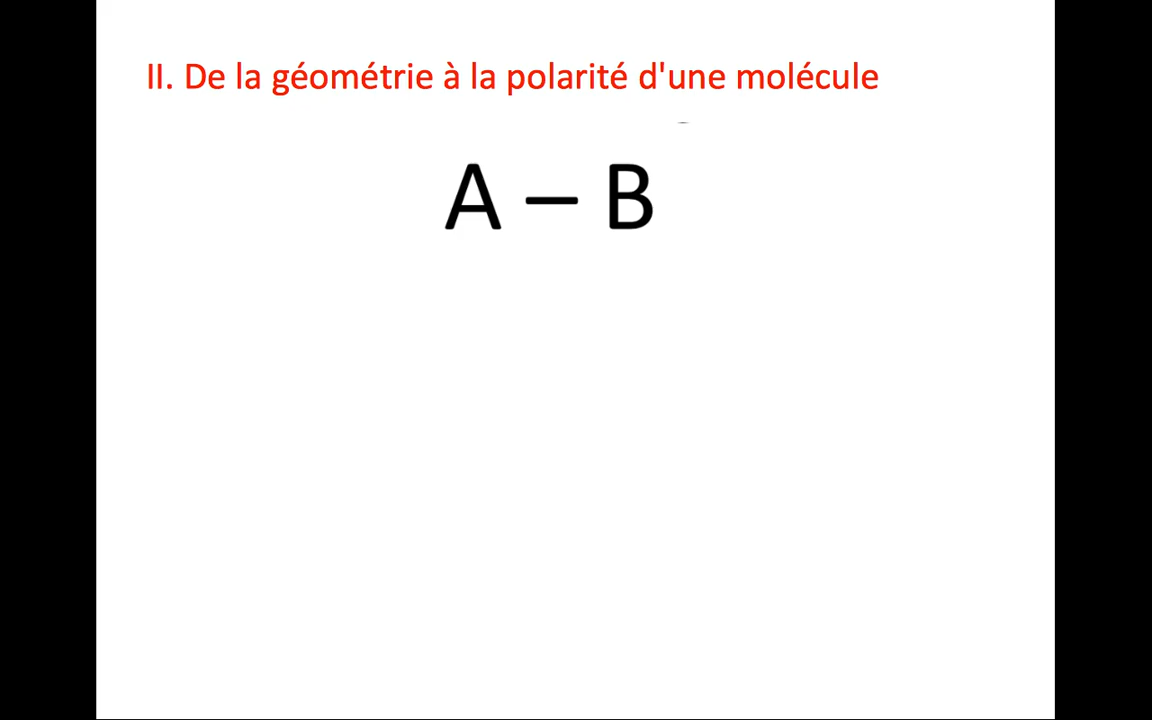 II. De la géométrie à la polarité d'une molécule
A – B